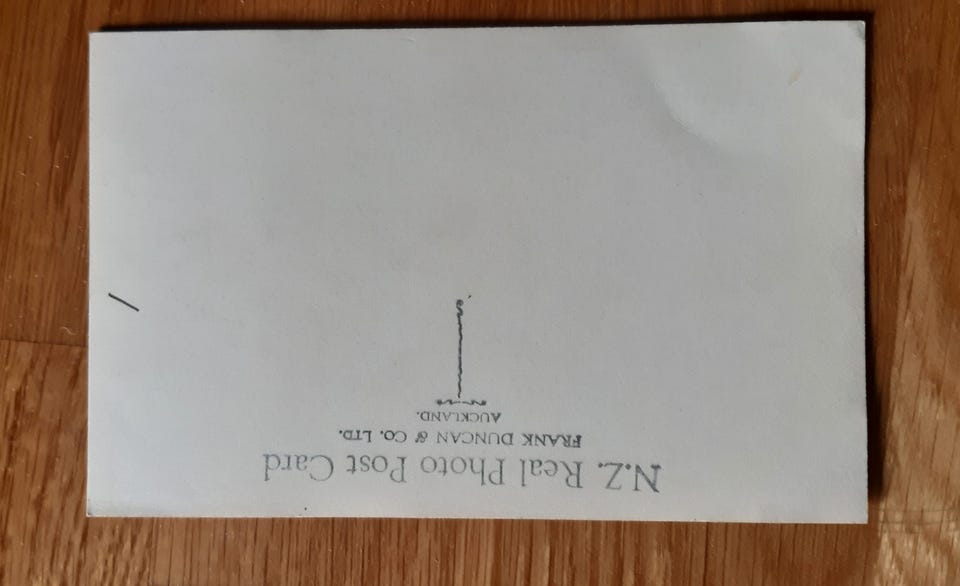 N.Z. Real Photo Post Card
FRANK DUNCAN & CO. LTD.
AUCKLAND.